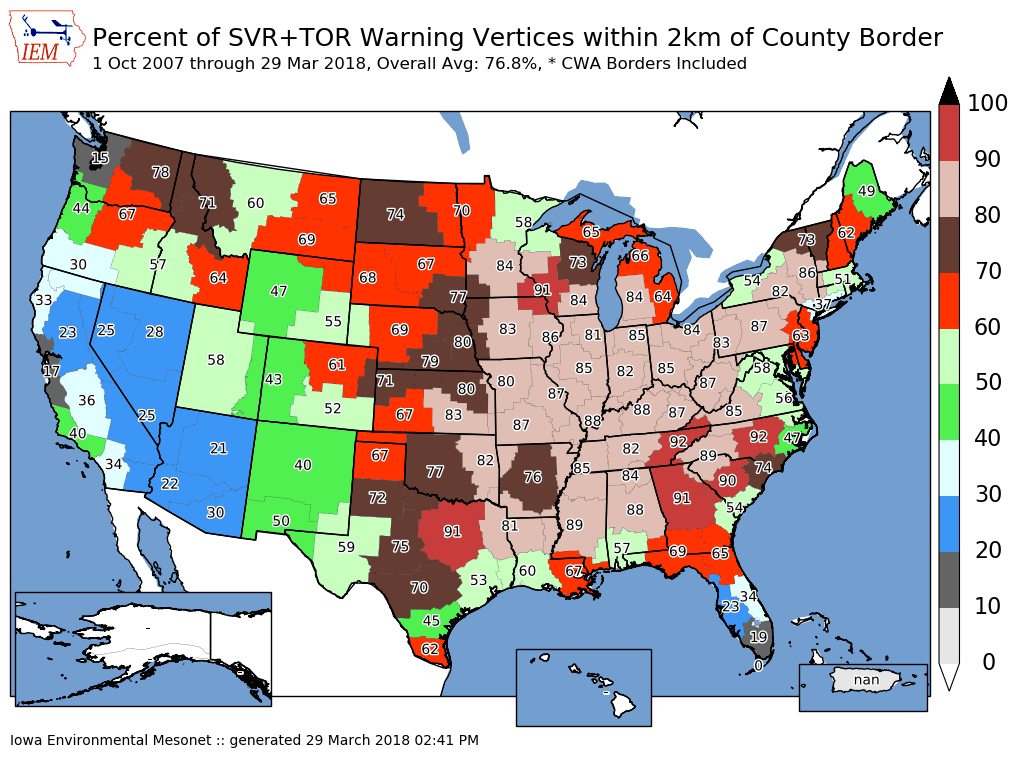 IEM
Percent of SVR+TOR Warning Vertices within 2km of County Border
1 Oct 2007 through 29 Mar 2018, Overall Avg: 76.8%, * CWA Borders Included
100
90
80
70
60
50
40
30
20
10
0
15 78 71 60 65 74 70 58 65 49
44 67 69 73 62
30 57 64 68 67 84 73 66 86 54 51
33 47 77 91 84 84 64 82 37
23 25 28 55 69 80 83 86 81 85 84 83 87 63
17 58 43 61 79 71 80 80 85 82 85 87 58
36 52 67 83 87 87 88 88 87 85 56
25 40 34 21 40 67 77 82 76 85 82 92 89 92 47
22 30 50 72 84 91 90 74
59 75 91 81 89 88 54
57 69 65
70 53 60 67
45 23 34
62 19
0
-
-
nan
Iowa Environmental Mesonet :: generated 29 March 2018 02:41 PM